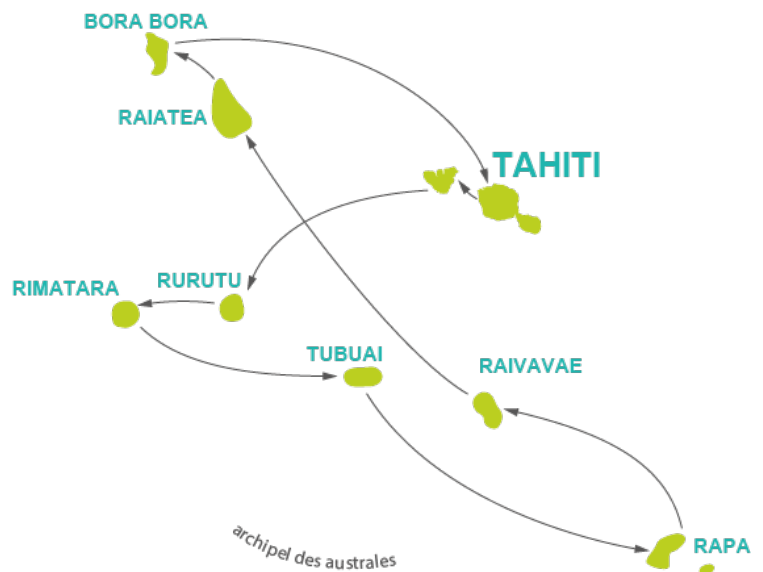 BORA BORA
RAIATEA
TAHITI
RIMATARA
RURUTU
TUBUAI
RAIVAVAE
RAPA
archipel des australes